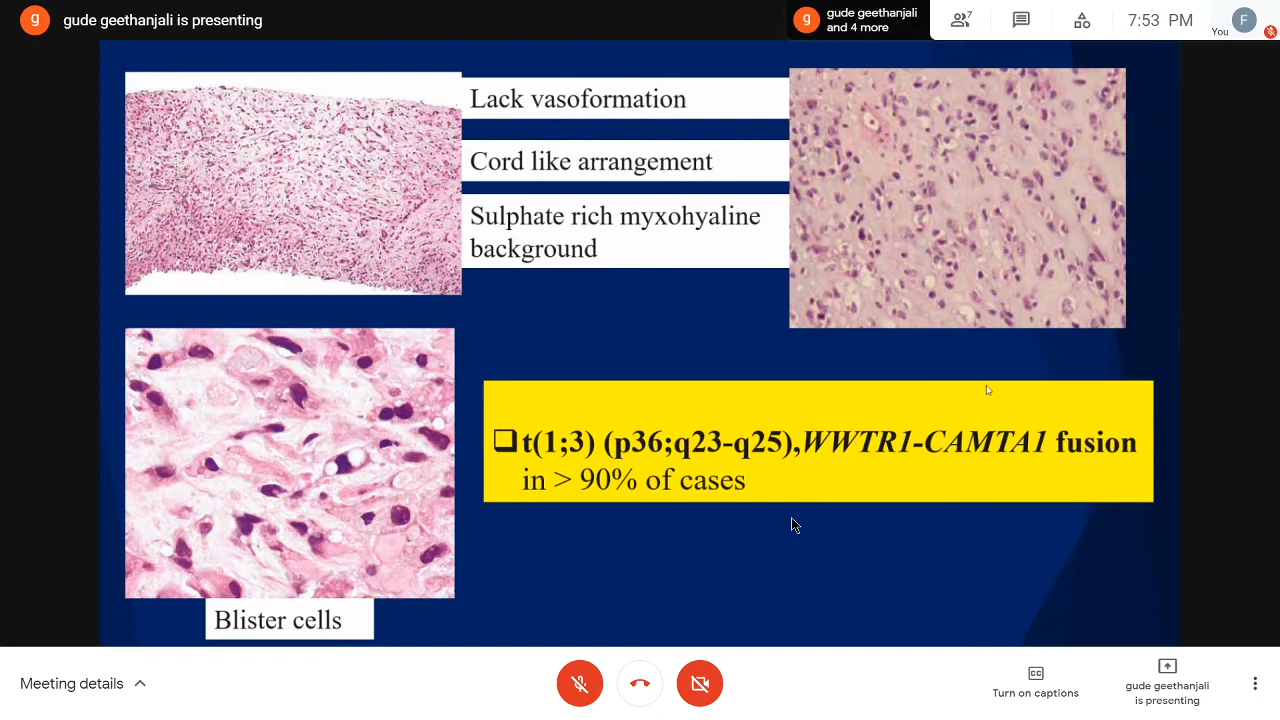 g gude geethanjali is presenting
g gude geethanjali
and 4 more
7
7:53 PM
F
You
Lack vasoformation
Cord like arrangement
Sulphate rich myxohyaline
background
t(1;3) (p36;q23-q25),WWTR1-CAMTA1 fusion
in > 90% of cases
Blister cells
Meeting details
CC
Turn on captions
gude geethanjali
is presenting